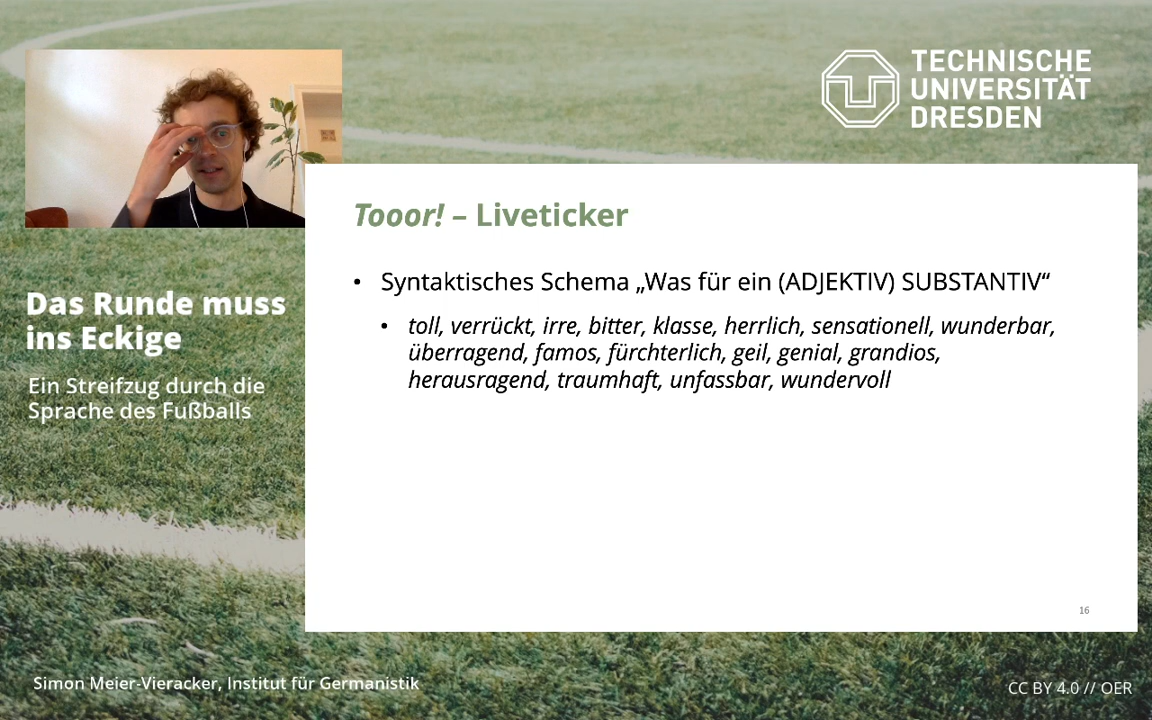 TECHNISCHE
UNIVERSITÄT
DRESDEN
Tooor! – Liveticker
• Syntaktisches Schema „Was für ein (ADJEKTIV) SUBSTANTIV“
• toll, verrückt, irre, bitter, klasse, herrlich, sensationell, wunderbar,
überragend, famos, fürchterlich, geil, genial, grandios,
herausragend, traumhaft, unfassbar, wundervoll
16
Das Runde muss
ins Eckige
Ein Streifzug durch die
Sprache des Fußballs
Simon Meier-Vieracker, Institut für Germanistik
CC BY 4.0 // OER